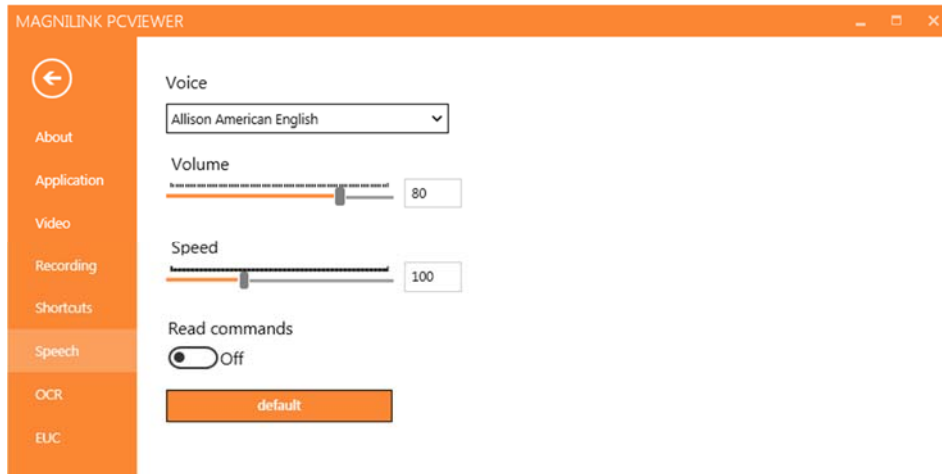 MAGNILINK PCVIEWER
About
Application
Video
Recording
Shortcuts
Speech
OCR
EUC
Voice
Allison American English
Volume
80
Speed
100
Read commands
Off
default